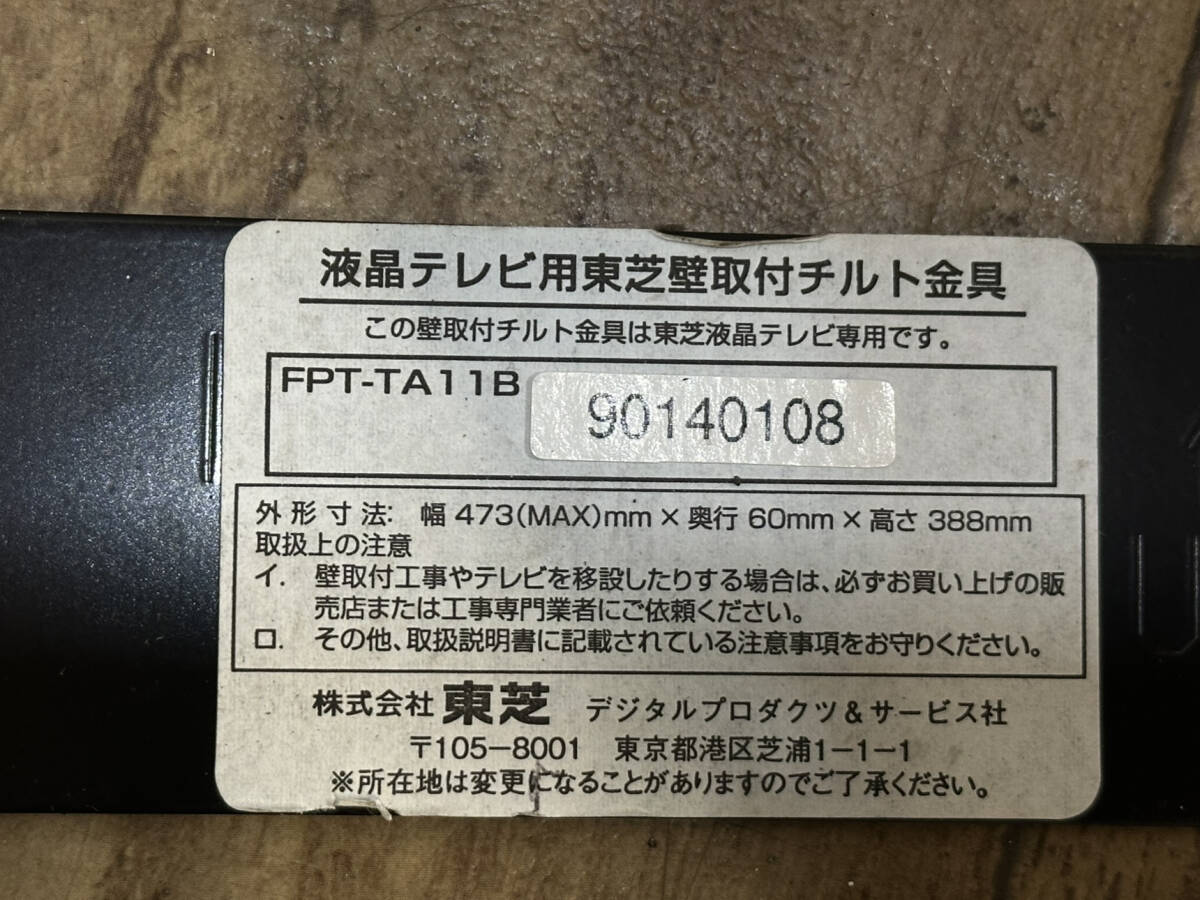 液晶テレビ用東芝壁取付チルト金具
この壁取付チルト金具は東芝液晶テレビ専用です。
FPT-TA11B
90140108
外形寸法: 幅 473(MAX)mm × 奥行 60mm × 高さ 388mm
取扱上の注意
イ. 壁取付工事やテレビを移設したりする場合は、必ずお買い上げの販
売店または工事専門業者にご依頼ください。
ロ. その他、取扱説明書に記載されている注意事項をお守りください。
株式会社 東芝 デジタルプロダクツ&サービス社
〒105-8001 東京都港区芝浦1-1-1
※所在地は変更になることがありますのでご了承ください。